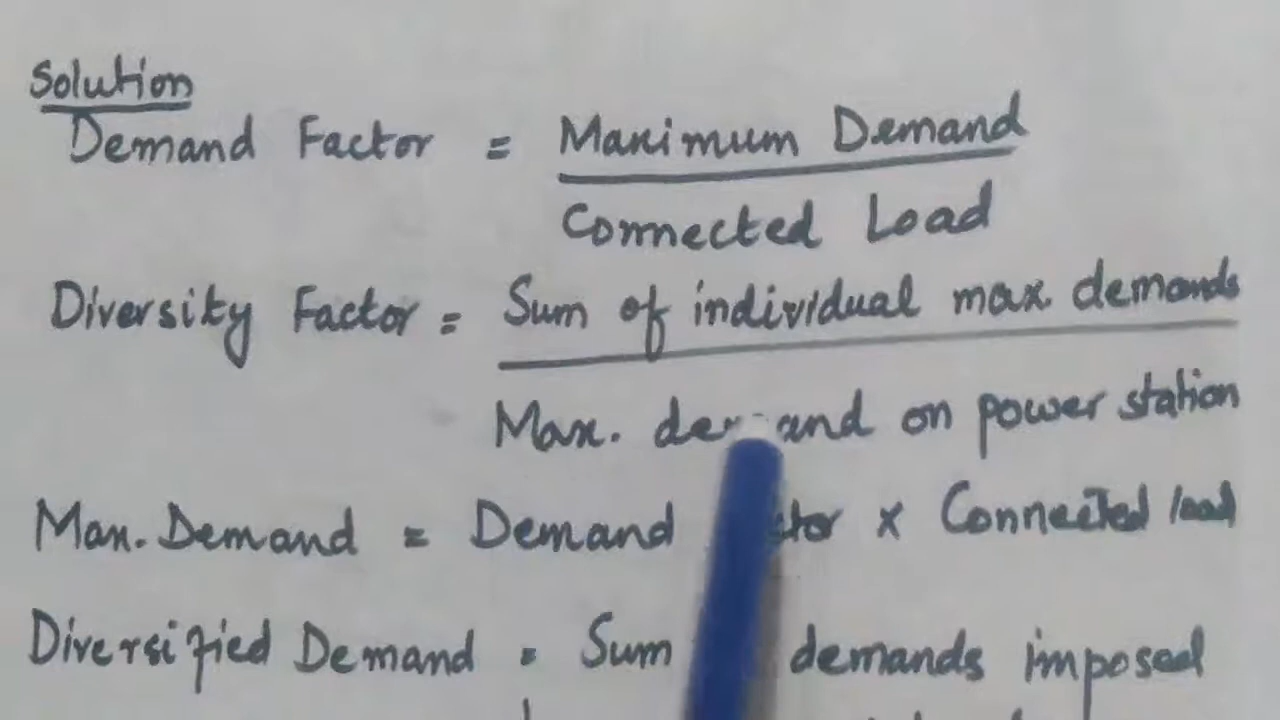 Solution
Demand Factor = Maximum Demand
Connected Load
Diversity Factor = Sum of individual max. demands
Max. demand on power station
Max. Demand = Demand x Connected load
Diversified Demand = Sum demands imposed